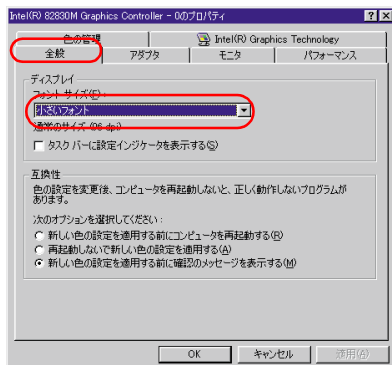 Intel(R) 82830M Graphics Controller - 0のプロパティ
色の管理
Intel(R) Graphics Technology
全般
アダプタ
モニタ
パフォーマンス
ディスプレイ
フォント サイズ(F):
小さいフォント
通常のサイズ (96 dpi)
タスク バーに設定インジケータを表示する(S)
互換性
色の設定を変更後、コンピュータを再起動しないと、正しく動作しないプログラムが
あります。
次のオプションを選択してください:
新しい色の設定を適用する前にコンピュータを再起動する(R)
再起動しないで新しい色の設定を適用する(A)
新しい色の設定を適用する前に確認のメッセージを表示する(M)
OK
キャンセル
適用(A)